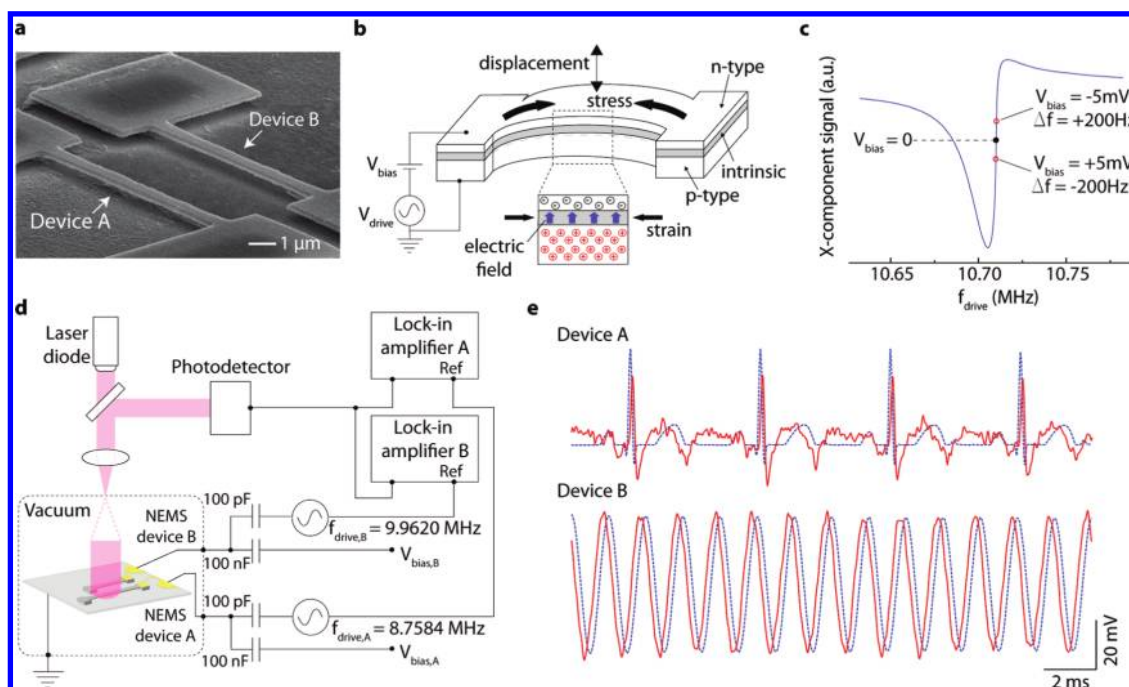 a
Device B
Device A
1 μm
b
displacement
n-type
stress
V_bias
V_drive
intrinsic
p-type
electric
field
strain
c
X-component signal (a.u.)
V_bias = 0
V_bias = -5mV
Δf = +200Hz
V_bias = +5mV
Δf = -200Hz
10.65
10.70
10.75
f_drive (MHz)
d
Laser
diode
Photodetector
Lock-in
amplifier A
Ref
Lock-in
amplifier B
Ref
Vacuum
NEMS
device B
100 pF
f_drive,B = 9.9620 MHz
100 nF
V_bias,B
NEMS
device A
100 pF
f_drive,A = 8.7584 MHz
100 nF
V_bias,A
e
Device A
Device B
20 mV
2 ms